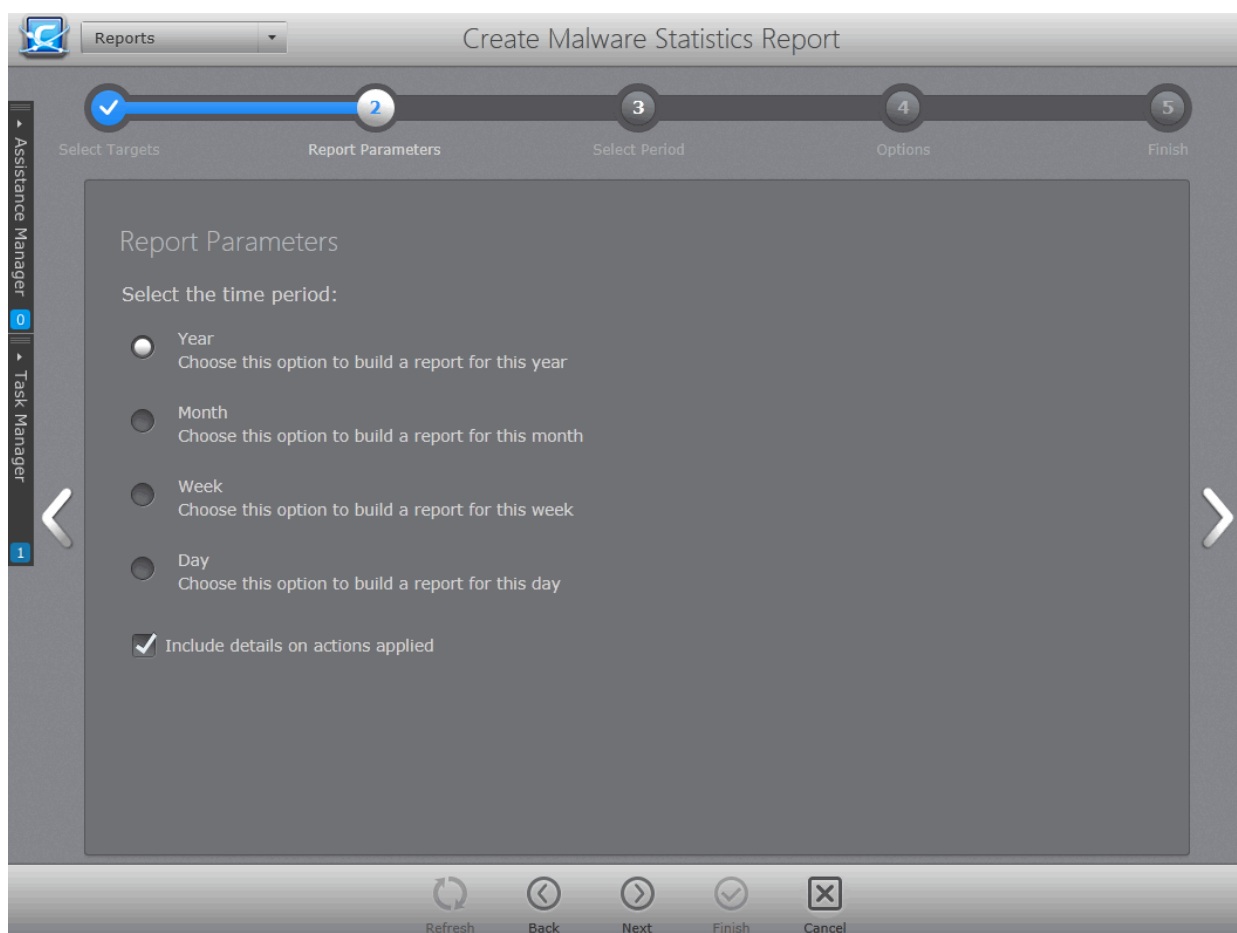 Reports
Create Malware Statistics Report
2
3
4
5
Select Targets
Report Parameters
Select Period
Options
Finish
Assistance Manager
0
Task Manager
1
Report Parameters
Select the time period:
Year
Choose this option to build a report for this year
Month
Choose this option to build a report for this month
Week
Choose this option to build a report for this week
Day
Choose this option to build a report for this day
Include details on actions applied
Refresh
Back
Next
Finish
Cancel